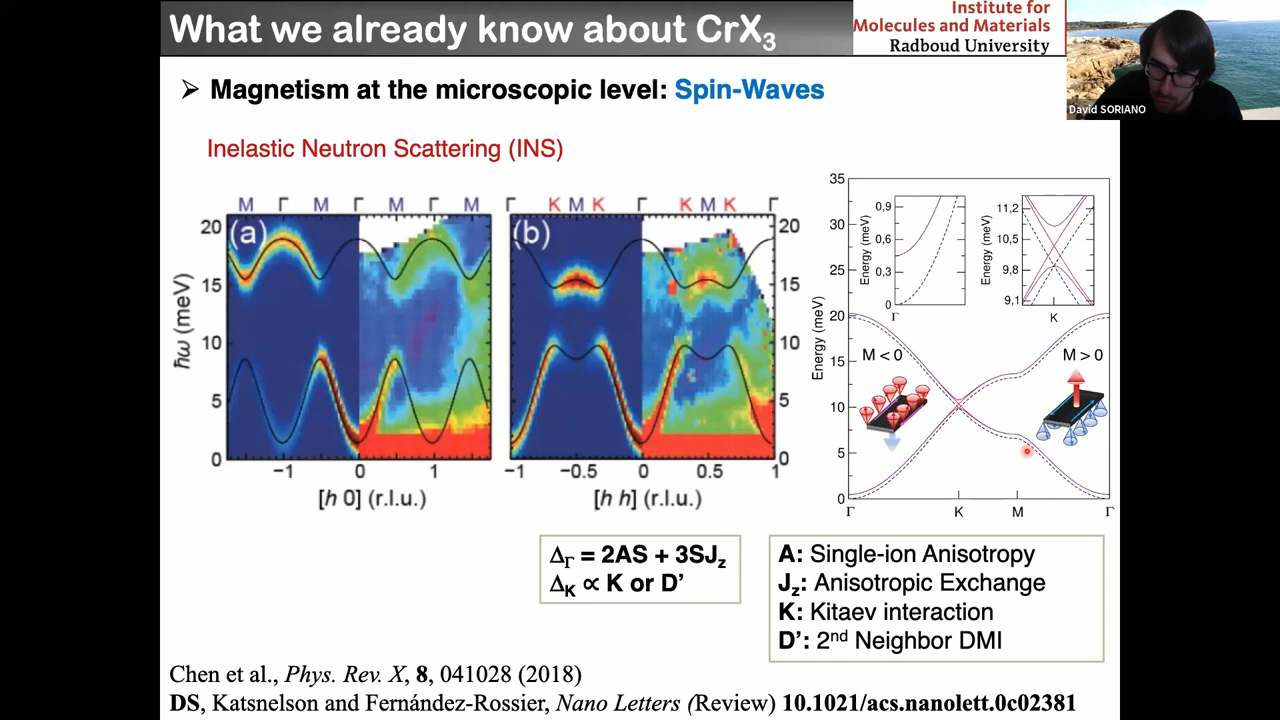 What we already know about CrX₃
Institute for
Molecules and Materials
Radboud University
David SORIANO
➢ Magnetism at the microscopic level: Spin-Waves
Inelastic Neutron Scattering (INS)
M Γ M Γ M Γ M
Γ K M K Γ K M K Γ
(a)
(b)
20
15
10
5
0
ħω (meV)
20
15
10
5
0
−1 0 1
−1 0 0.5 1
[h 0] (r.l.u.)
[h h] (r.l.u.)
35
30
25
20
15
10
5
0
Energy (meV)
0,9
0,6
0,3
0
Energy (meV)
Γ
11,2
10,5
9,8
9,1
Energy (meV)
K
M < 0
M > 0
Γ K M Γ
Δ_Γ = 2AS + 3SJ_z
Δ_K ∝ K or D’
A: Single-ion Anisotropy
J_z: Anisotropic Exchange
K: Kitaev interaction
D’: 2nd Neighbor DMI
Chen et al., Phys. Rev. X, 8, 041028 (2018)
DS, Katsnelson and Fernández-Rossier, Nano Letters (Review) 10.1021/acs.nanolett.0c02381